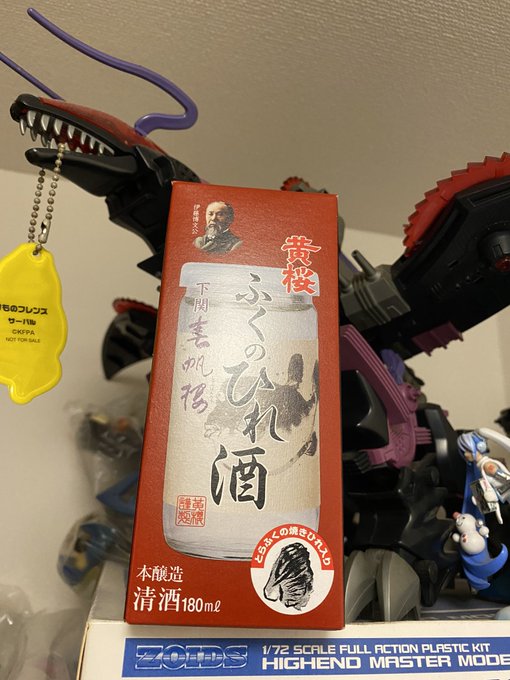 伊藤博文公
黄桜
ふくのひれ酒
下関春帆楼
とらふくの焼きひれ入り
本醸造
清酒180mℓ
ものフレンズ
サーバル
©KFPA
NOT FOR SALE
ZOIDS
1/72 SCALE FULL ACTION PLASTIC KIT
HIGHEND MASTER MODE